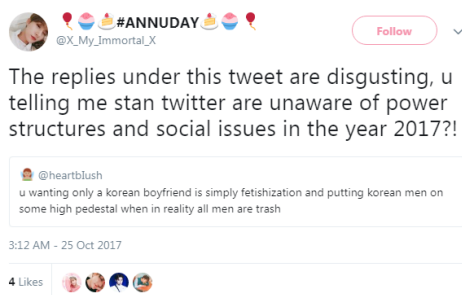 🎈🧁🍰#ANNUDAY🍰🧁🎈
@X_My_Immortal_X
Follow
The replies under this tweet are disgusting, u
telling me stan twitter are unaware of power
structures and social issues in the year 2017?!
@heartblush
u wanting only a korean boyfriend is simply fetishization and putting korean men on
some high pedestal when in reality all men are trash
3:12 AM - 25 Oct 2017
4 Likes